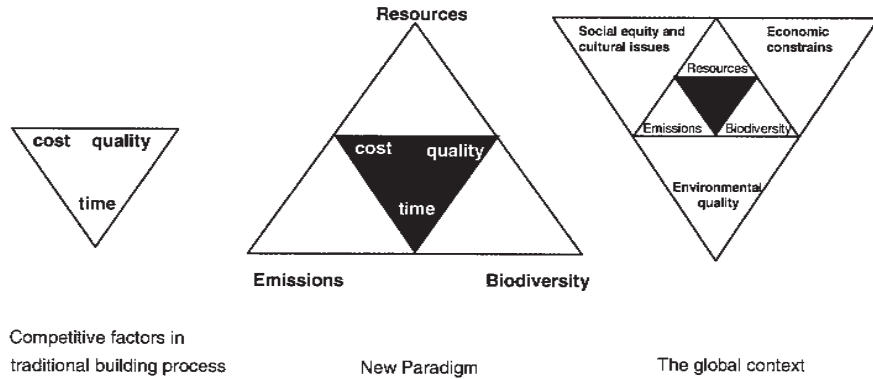 cost quality
time
Competitive factors in
traditional building process
Resources
cost quality
time
Emissions Biodiversity
New Paradigm
Social equity and
cultural issues
Economic
constrains
Resources
Emissions Biodiversity
Environmental
quality
The global context